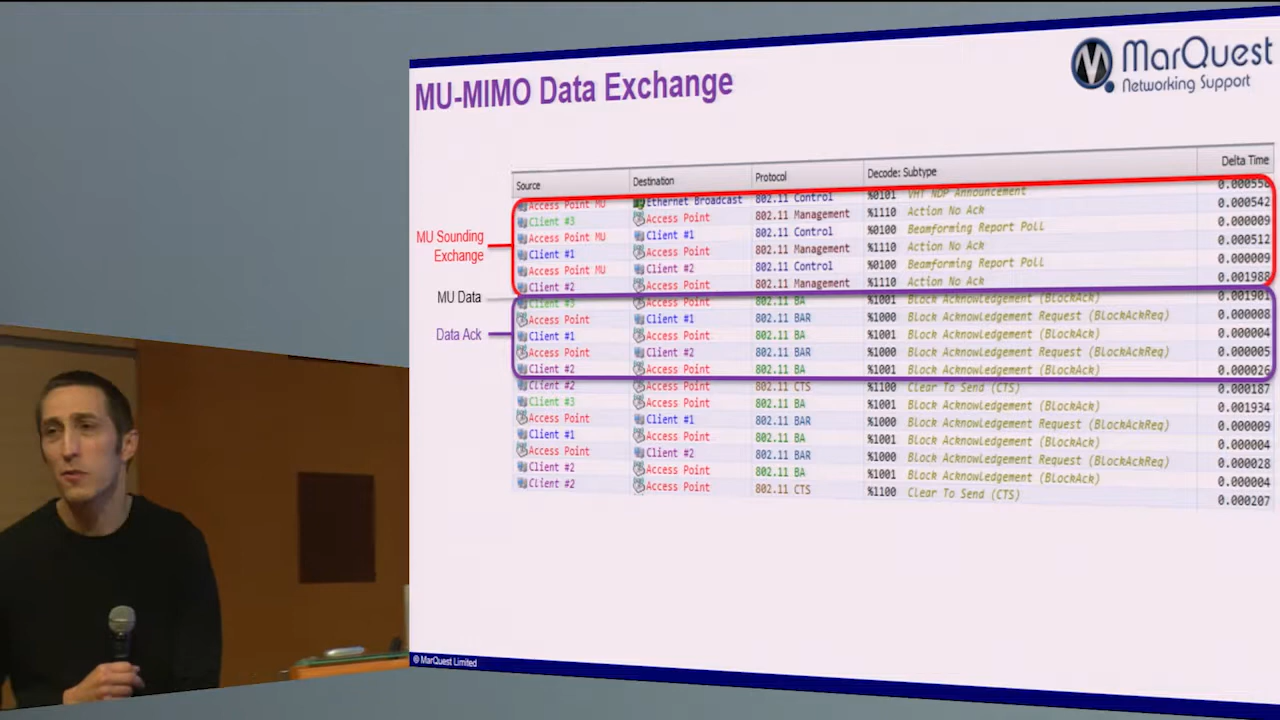 MarQuest
Networking Support
MU-MIMO Data Exchange
Source Destination Protocol Decode: Subtype Delta Time
Access Point MU Ethernet Broadcast 802.11 Control %0101 VHT NDP Announcement 0.000558
Client #3 Access Point 802.11 Management %1110 Action No Ack 0.000542
Access Point MU Client #1 802.11 Control %0100 Beamforming Report Poll 0.000009
Client #1 Access Point 802.11 Management %1110 Action No Ack 0.000512
Access Point MU Client #2 802.11 Control %0100 Beamforming Report Poll 0.000009
Client #2 Access Point 802.11 Management %1110 Action No Ack 0.001988
Client #3 Access Point 802.11 BA %1001 Block Acknowledgement (BlockAck) 0.001901
Access Point Client #1 802.11 BAR %1000 Block Acknowledgement Request (BlockAckReq) 0.000008
Client #1 Access Point 802.11 BA %1001 Block Acknowledgement (BlockAck) 0.000004
Access Point Client #2 802.11 BAR %1000 Block Acknowledgement Request (BlockAckReq) 0.000005
Client #2 Access Point 802.11 BA %1001 Block Acknowledgement (BlockAck) 0.000026
Client #2 Access Point 802.11 CTS %1100 Clear To Send (CTS) 0.000187
Client #3 Access Point 802.11 BA %1001 Block Acknowledgement (BlockAck) 0.001934
Access Point Client #1 802.11 BAR %1000 Block Acknowledgement Request (BlockAckReq) 0.000009
Client #1 Access Point 802.11 BA %1001 Block Acknowledgement (BlockAck) 0.000004
Access Point Client #2 802.11 BAR %1000 Block Acknowledgement Request (BlockAckReq) 0.000028
Client #2 Access Point 802.11 BA %1001 Block Acknowledgement (BlockAck) 0.000004
Client #2 Access Point 802.11 CTS %1100 Clear To Send (CTS) 0.000207
MU Sounding
Exchange
MU Data
Data Ack
© MarQuest Limited